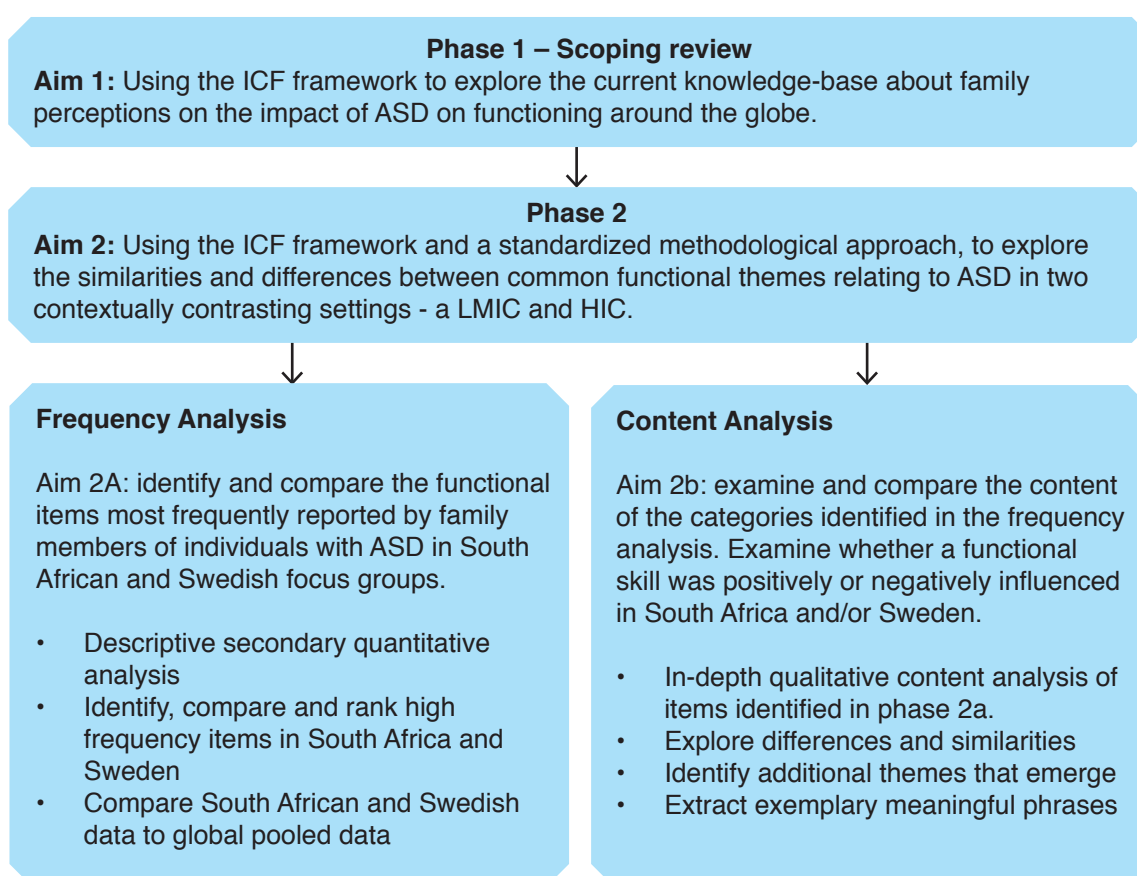 Phase 1 – Scoping review
Aim 1: Using the ICF framework to explore the current knowledge-base about family
perceptions on the impact of ASD on functioning around the globe.
Phase 2
Aim 2: Using the ICF framework and a standardized methodological approach, to explore
the similarities and differences between common functional themes relating to ASD in two
contextually contrasting settings - a LMIC and HIC.
Frequency Analysis
Aim 2A: identify and compare the functional
items most frequently reported by family
members of individuals with ASD in South
African and Swedish focus groups.
• Descriptive secondary quantitative
analysis
• Identify, compare and rank high
frequency items in South Africa and
Sweden
• Compare South African and Swedish
data to global pooled data
Content Analysis
Aim 2b: examine and compare the content
of the categories identified in the frequency
analysis. Examine whether a functional
skill was positively or negatively influenced
in South Africa and/or Sweden.
• In-depth qualitative content analysis of
items identified in phase 2a.
• Explore differences and similarities
• Identify additional themes that emerge
• Extract exemplary meaningful phrases